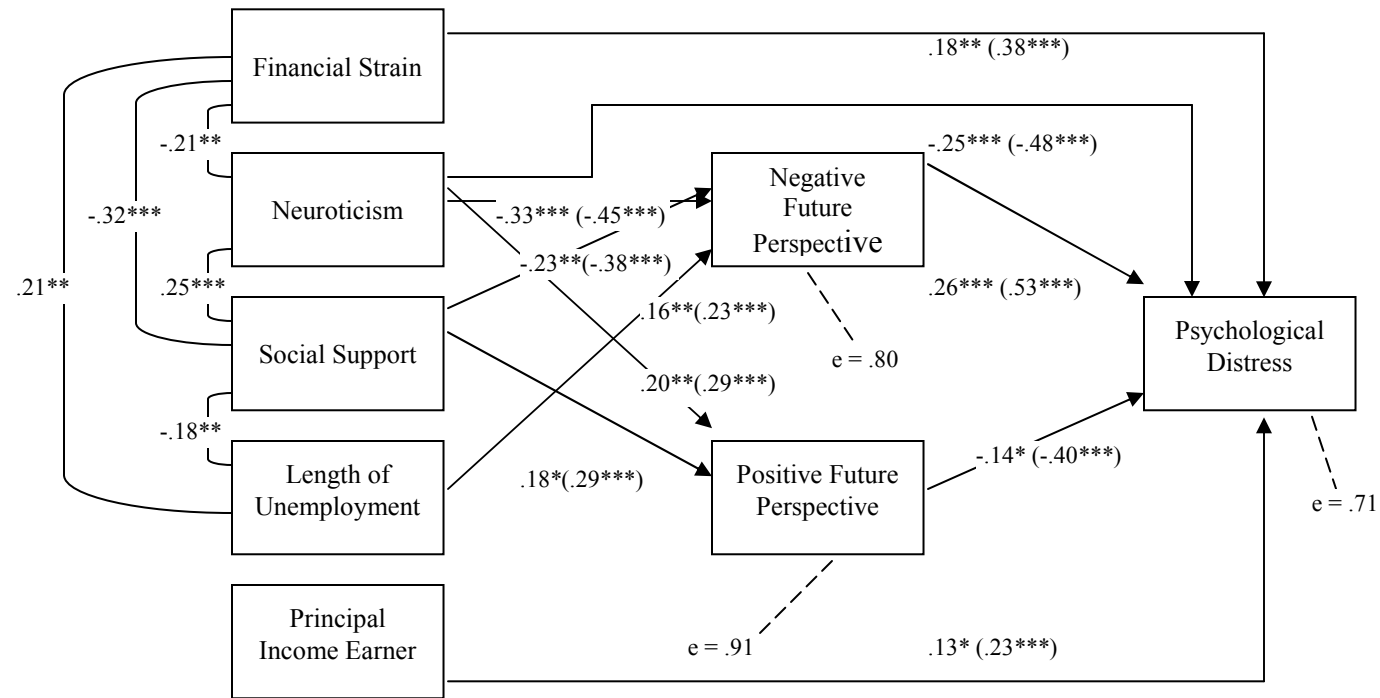 Financial Strain
.18** (.38***)
-.21**
-.25*** (-.48***)
Neuroticism
Negative
Future
Perspective
-.32***
-.33*** (-.45***)
-.23**(-.38***)
.21**
.25***
.26*** (.53***)
.16**(.23***)
Social Support
Psychological
Distress
e = .80
.20**(.29***)
-.18**
-.14* (-.40***)
Length of
Unemployment
.18*(.29***)
Positive Future
Perspective
e = .71
Principal
Income Earner
e = .91
.13* (.23***)